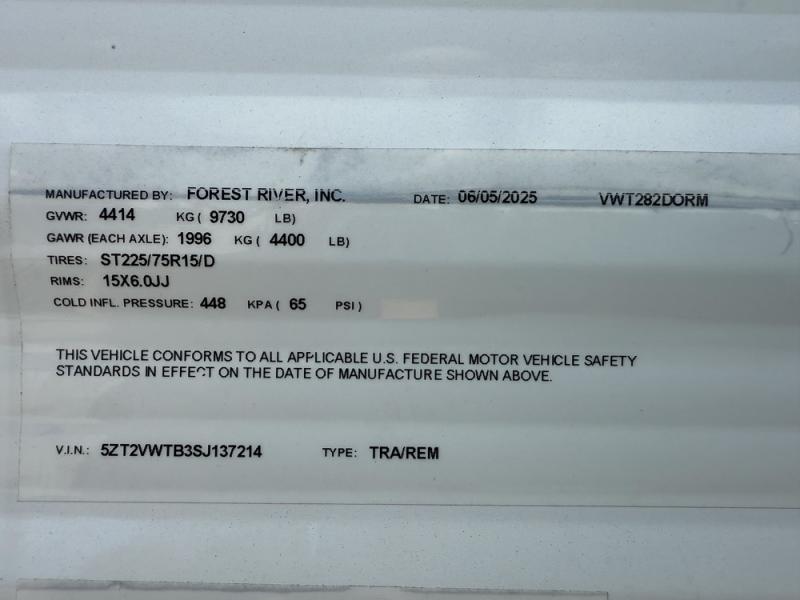 MANUFACTURED BY: FOREST RIVER, INC. DATE: 06/05/2025 VWT282DORM
GVWR: 4414 KG ( 9730 LB)
GAWR (EACH AXLE): 1996 KG ( 4400 LB)
TIRES: ST225/75R15/D
RIMS: 15X6.0JJ
COLD INFL. PRESSURE: 448 KPA ( 65 PSI )
THIS VEHICLE CONFORMS TO ALL APPLICABLE U.S. FEDERAL MOTOR VEHICLE SAFETY
STANDARDS IN EFFECT ON THE DATE OF MANUFACTURE SHOWN ABOVE.
V.I.N.: 5ZT2VWTB3SJ137214 TYPE: TRA/REM